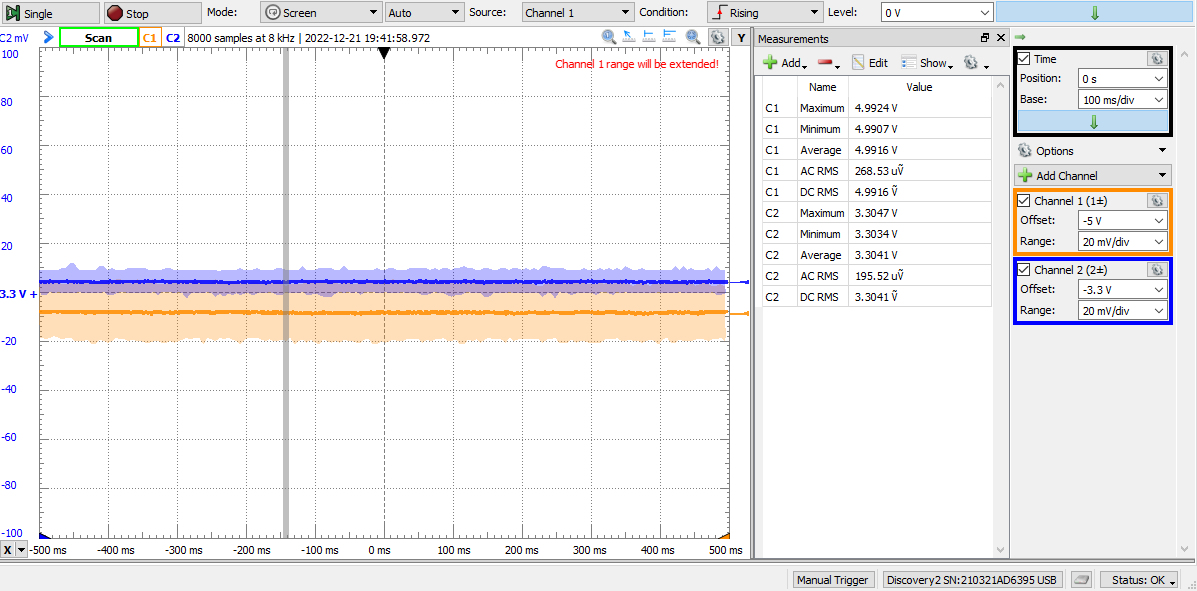 Single Stop Mode: Screen Auto Source: Channel 1 Condition: Rising Level: 0 V
C2 mV Scan C1 C2 8000 samples at 8 kHz | 2022-12-21 19:41:58.972 Y
Channel 1 range will be extended!
100
80
60
40
20
3.3 V
-20
-40
-60
-80
-100
X -500 ms -400 ms -300 ms -200 ms -100 ms 0 ms 100 ms 200 ms 300 ms 400 ms 500 ms
Measurements
Add Edit Show
Name Value
C1 Maximum 4.9924 V
C1 Minimum 4.9907 V
C1 Average 4.9916 V
C1 AC RMS 268.53 uṼ
C1 DC RMS 4.9916 Ṽ
C2 Maximum 3.3047 V
C2 Minimum 3.3034 V
C2 Average 3.3041 V
C2 AC RMS 195.52 uṼ
C2 DC RMS 3.3041 Ṽ
Time
Position: 0 s
Base: 100 ms/div
Options
Add Channel
Channel 1 (1±)
Offset: -5 V
Range: 20 mV/div
Channel 2 (2±)
Offset: -3.3 V
Range: 20 mV/div
Manual Trigger Discovery2 SN:210321AD6395 USB Status: OK